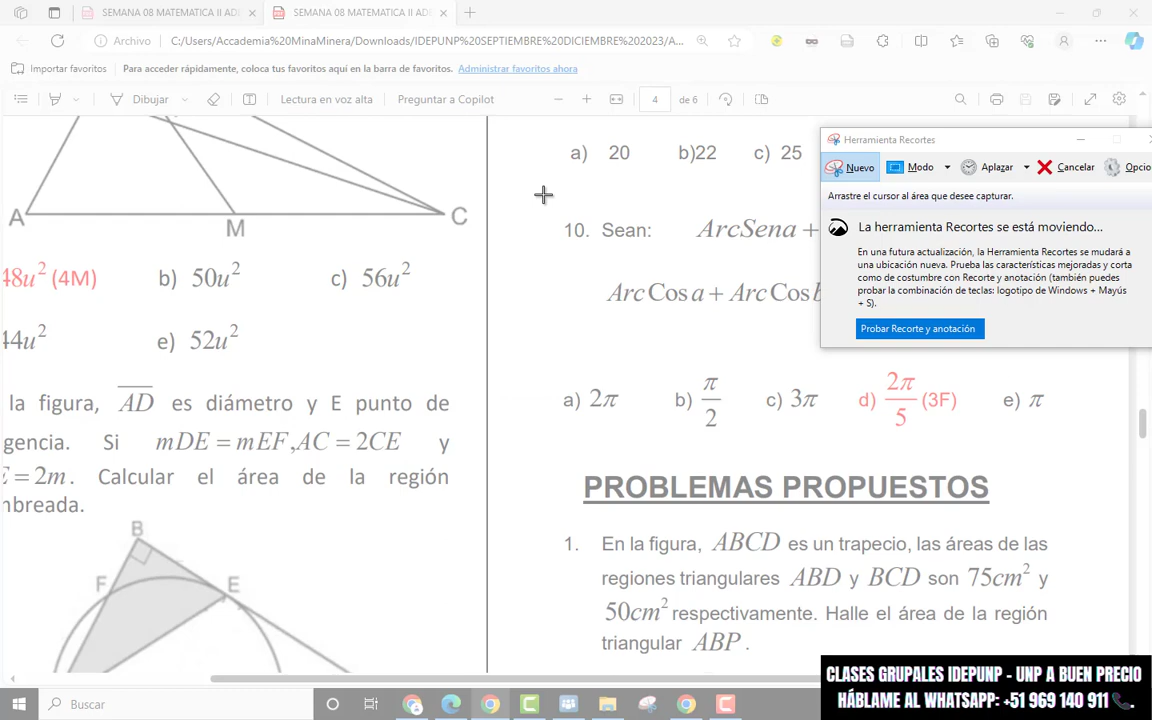 SEMANA 08 MATEMATICA II ADE
SEMANA 08 MATEMATICA II ADE
Archivo
C:/Users/Accademia%20MinaMinera/Downloads/IDEPUNP%20SEPTIEMBRE%20DICIEMBRE%202023/A...
Importar favoritos
Para acceder rápidamente, coloca tus favoritos aquí en la barra de favoritos. Administrar favoritos ahora
Dibujar
Lectura en voz alta
Preguntar a Copilot
4 de 6
A
M
C
48u² (4M) b) 50u² c) 56u²
44u² e) 52u²
la figura, AD es diámetro y E punto de
igencia. Si mDE = mEF, AC = 2CE y
E = 2m. Calcular el área de la región
mbreada.
B
F
E
a) 20 b)22 c) 25
10. Sean: ArcSena +
ArcCosa + ArcCosb
a) 2π b) π/2 c) 3π d) 2π/5 (3F) e) π
PROBLEMAS PROPUESTOS
1. En la figura, ABCD es un trapecio, las áreas de las
regiones triangulares ABD y BCD son 75cm² y
50cm² respectivamente. Halle el área de la región
triangular ABP.
Herramienta Recortes
Nuevo Modo Aplazar Cancelar Opcio
Arrastre el cursor al área que desee capturar.
La herramienta Recortes se está moviendo...
En una futura actualización, la Herramienta Recortes se mudará a
una ubicación nueva. Prueba las características mejoradas y corta
como de costumbre con Recorte y anotación (también puedes
probar la combinación de teclas: logotipo de Windows + Mayús
+ S).
Probar Recorte y anotación
CLASES GRUPALES IDEPUNP - UNP A BUEN PRECIO
HÁBLAME AL WHATSAPP: +51 969 140 911
Buscar